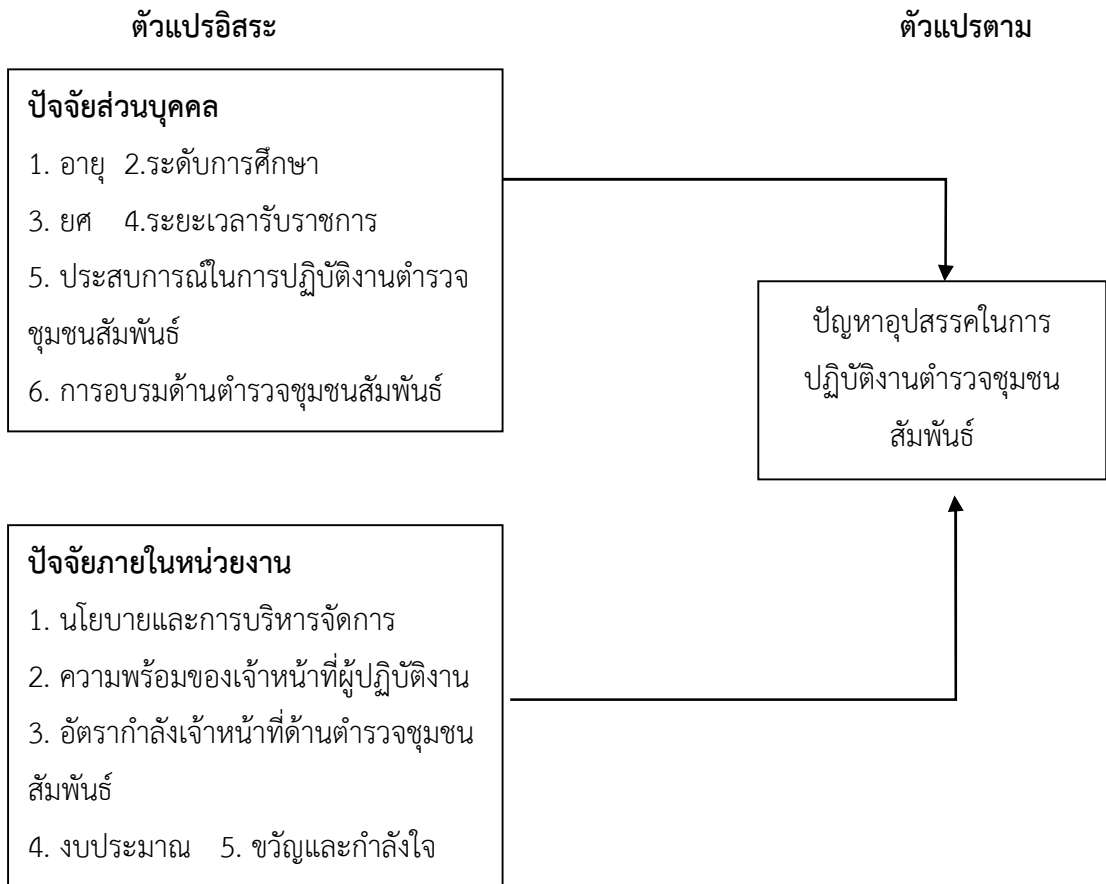 ตัวแปรอิสระ
ตัวแปรตาม
ปัจจัยส่วนบุคคล
1. อายุ 2.ระดับการศึกษา
3. ยศ 4.ระยะเวลารับราชการ
5. ประสบการณ์ในการปฏิบัติงานตำรวจ
ชุมชนสัมพันธ์
6. การอบรมด้านตำรวจชุมชนสัมพันธ์
ปัญหาอุปสรรคในการ
ปฏิบัติงานตำรวจชุมชน
สัมพันธ์
ปัจจัยภายในหน่วยงาน
1. นโยบายและการบริหารจัดการ
2. ความพร้อมของเจ้าหน้าที่ผู้ปฏิบัติงาน
3. อัตรากำลังเจ้าหน้าที่ด้านตำรวจชุมชน
สัมพันธ์
4. งบประมาณ 5. ขวัญและกำลังใจ